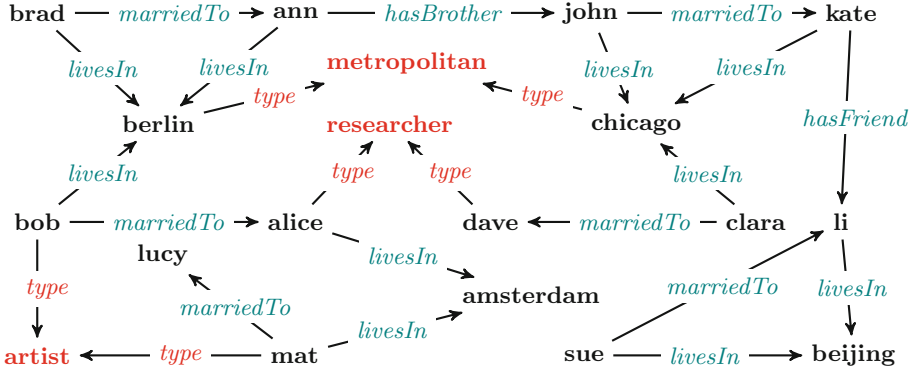 brad marriedTo ann hasBrother john marriedTo kate
livesIn livesIn metropolitan livesIn livesIn
type type
berlin researcher chicago hasFriend
livesIn type type livesIn
bob marriedTo alice dave marriedTo clara li
lucy livesIn
type marriedTo amsterdam marriedTo livesIn
livesIn
artist type mat sue livesIn beijing